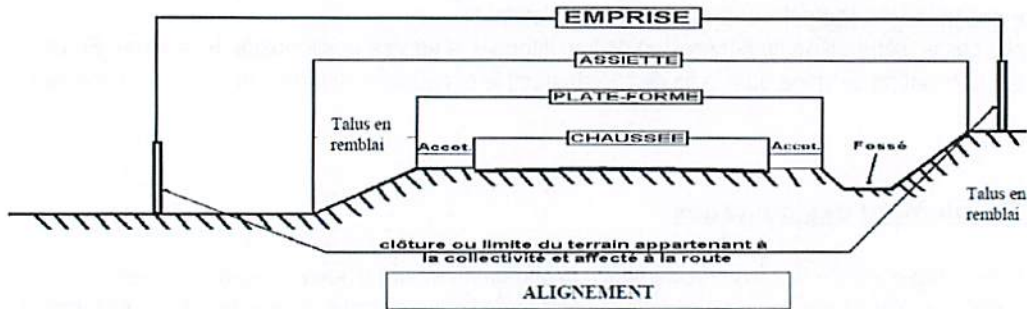 EMPRISE
ASSIETTE
PLATE-FORME
Talus en
remblai
CHAUSSEE
Accot.
Accot.
Fossé
Talus en
remblai
clôture ou limite du terrain appartenant à
la collectivité et affecté à la route
ALIGNEMENT